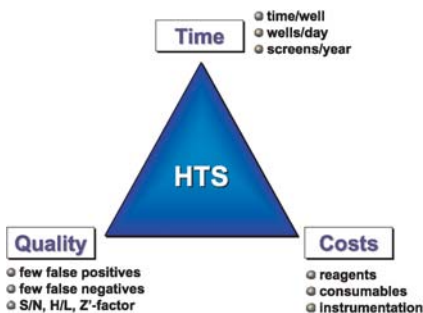 Time
time/well
wells/day
screens/year
HTS
Quality
few false positives
few false negatives
S/N, H/L, Z'-factor
Costs
reagents
consumables
instrumentation